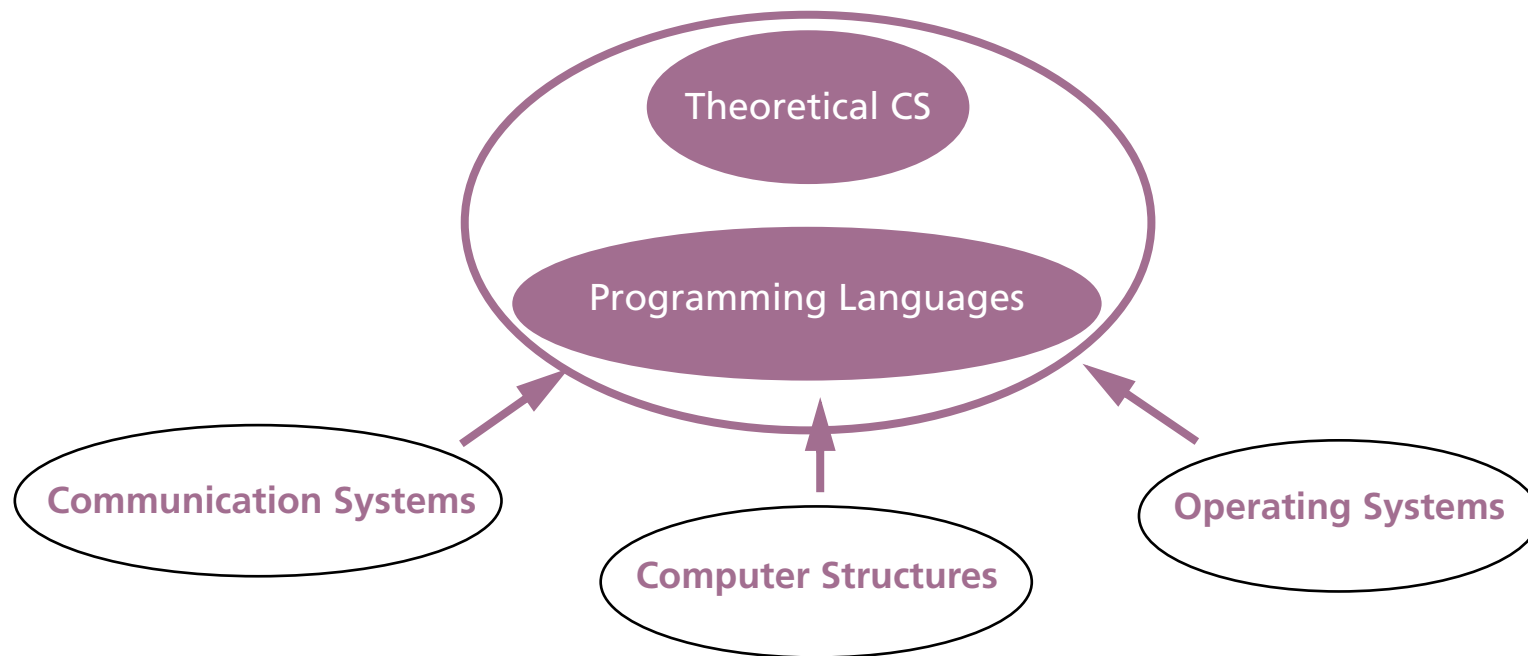 Theoretical CS
Programming Languages
Communication Systems
Operating Systems
Computer Structures